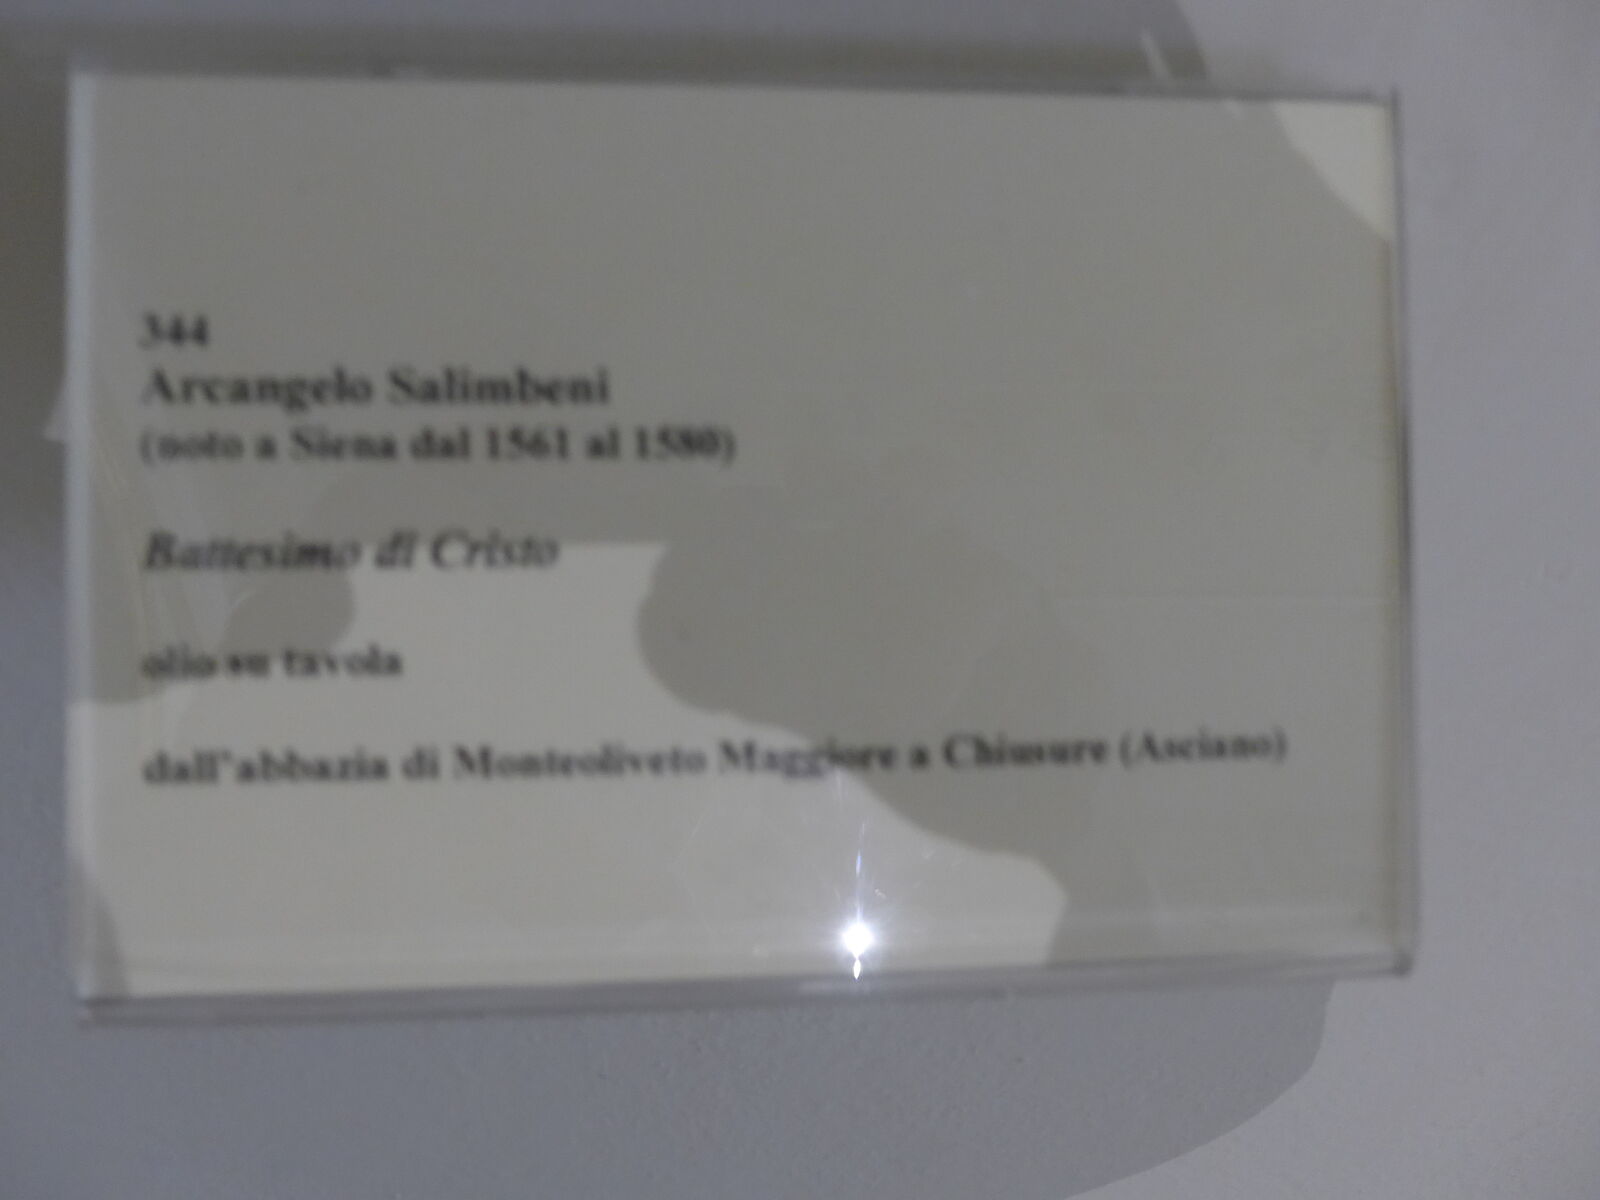 344
Arcangelo Salimbeni
(noto a Siena dal 1561 al 1580)
Battesimo di Cristo
olio su tavola
dall'abbazia di Monteoliveto Maggiore a Chiusure (Asciano)